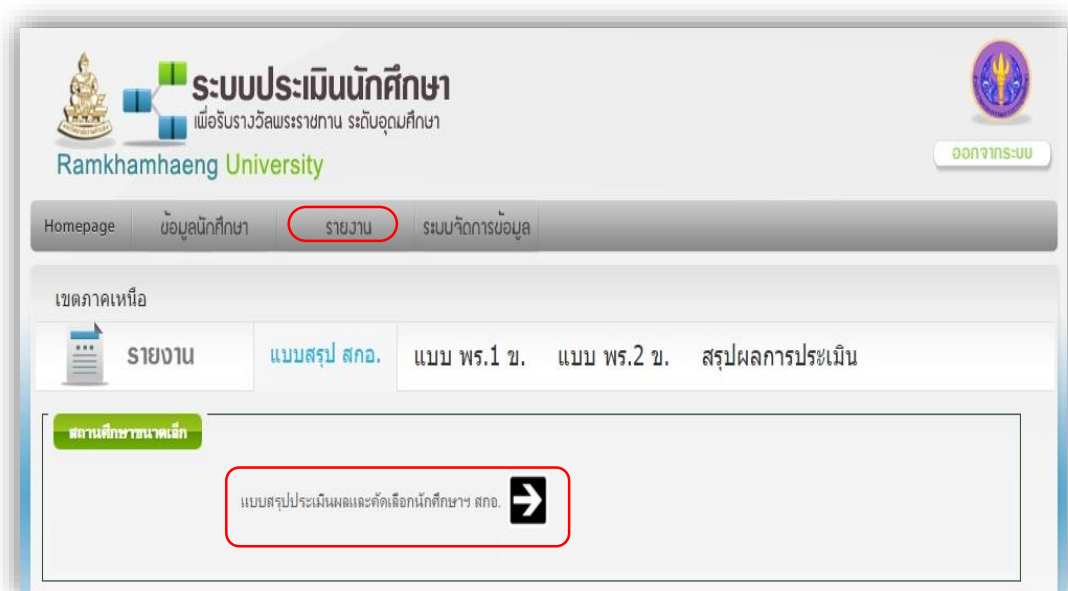 ระบบประเมินนักศึกษา
เพื่อรับรางวัลพระราชทาน ระดับอุดมศึกษา
Ramkhamhaeng University
ออกจากระบบ
Homepage ข้อมูลนักศึกษา รายงาน ระบบจัดการข้อมูล
เขตภาคเหนือ
รายงาน แบบสรุป สกอ. แบบ พร.1 ข. แบบ พร.2 ข. สรุปผลการประเมิน
สถานศึกษาขนาดเล็ก
แบบสรุปประเมินผลและคัดเลือกนักศึกษาฯ สกอ.